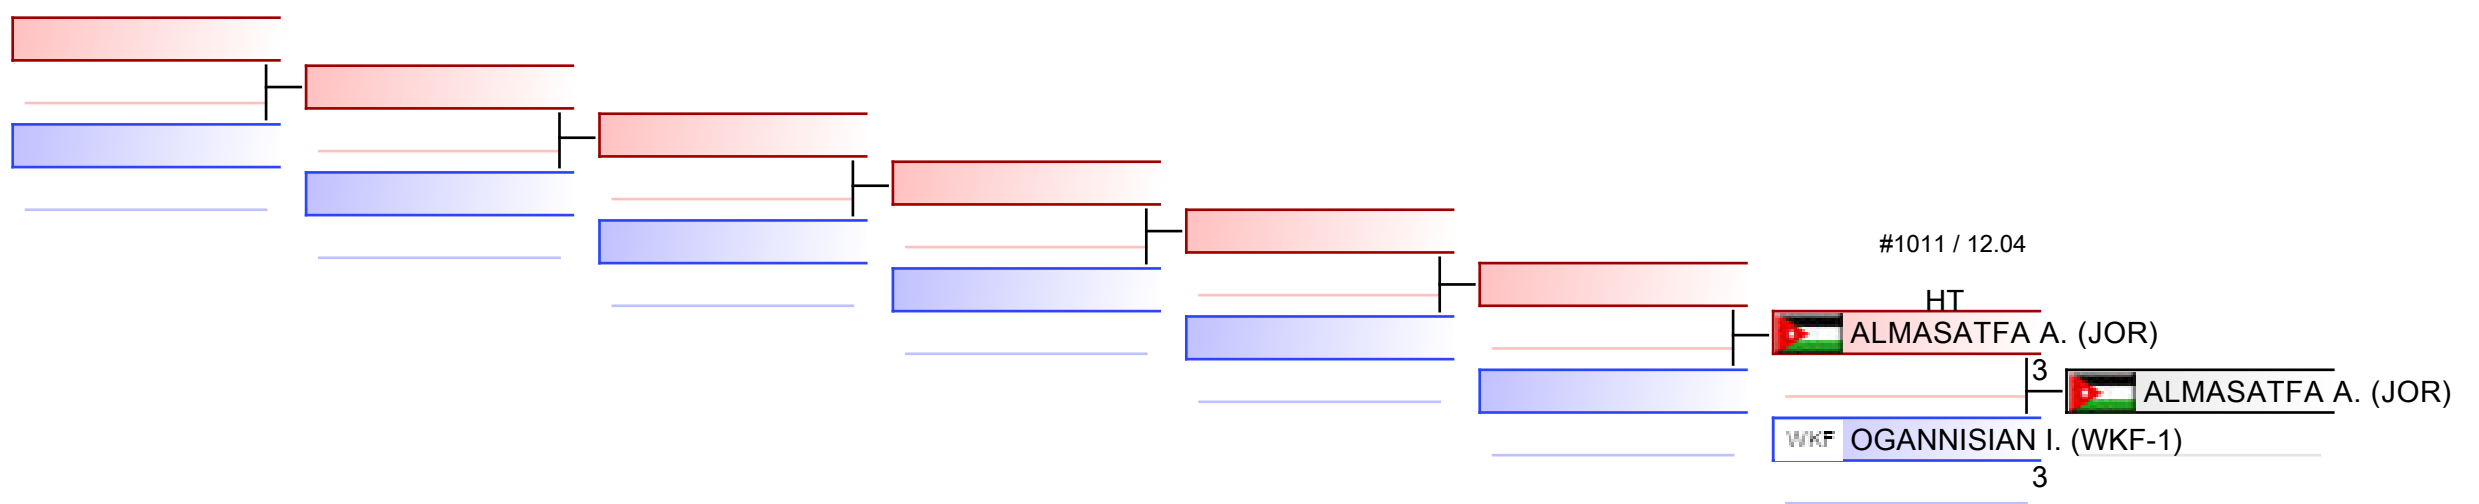 #1011 / 12.04
HT
ALMASATFA A. (JOR)
3
ALMASATFA A. (JOR)
WKF OGANNISIAN I. (WKF-1)
3